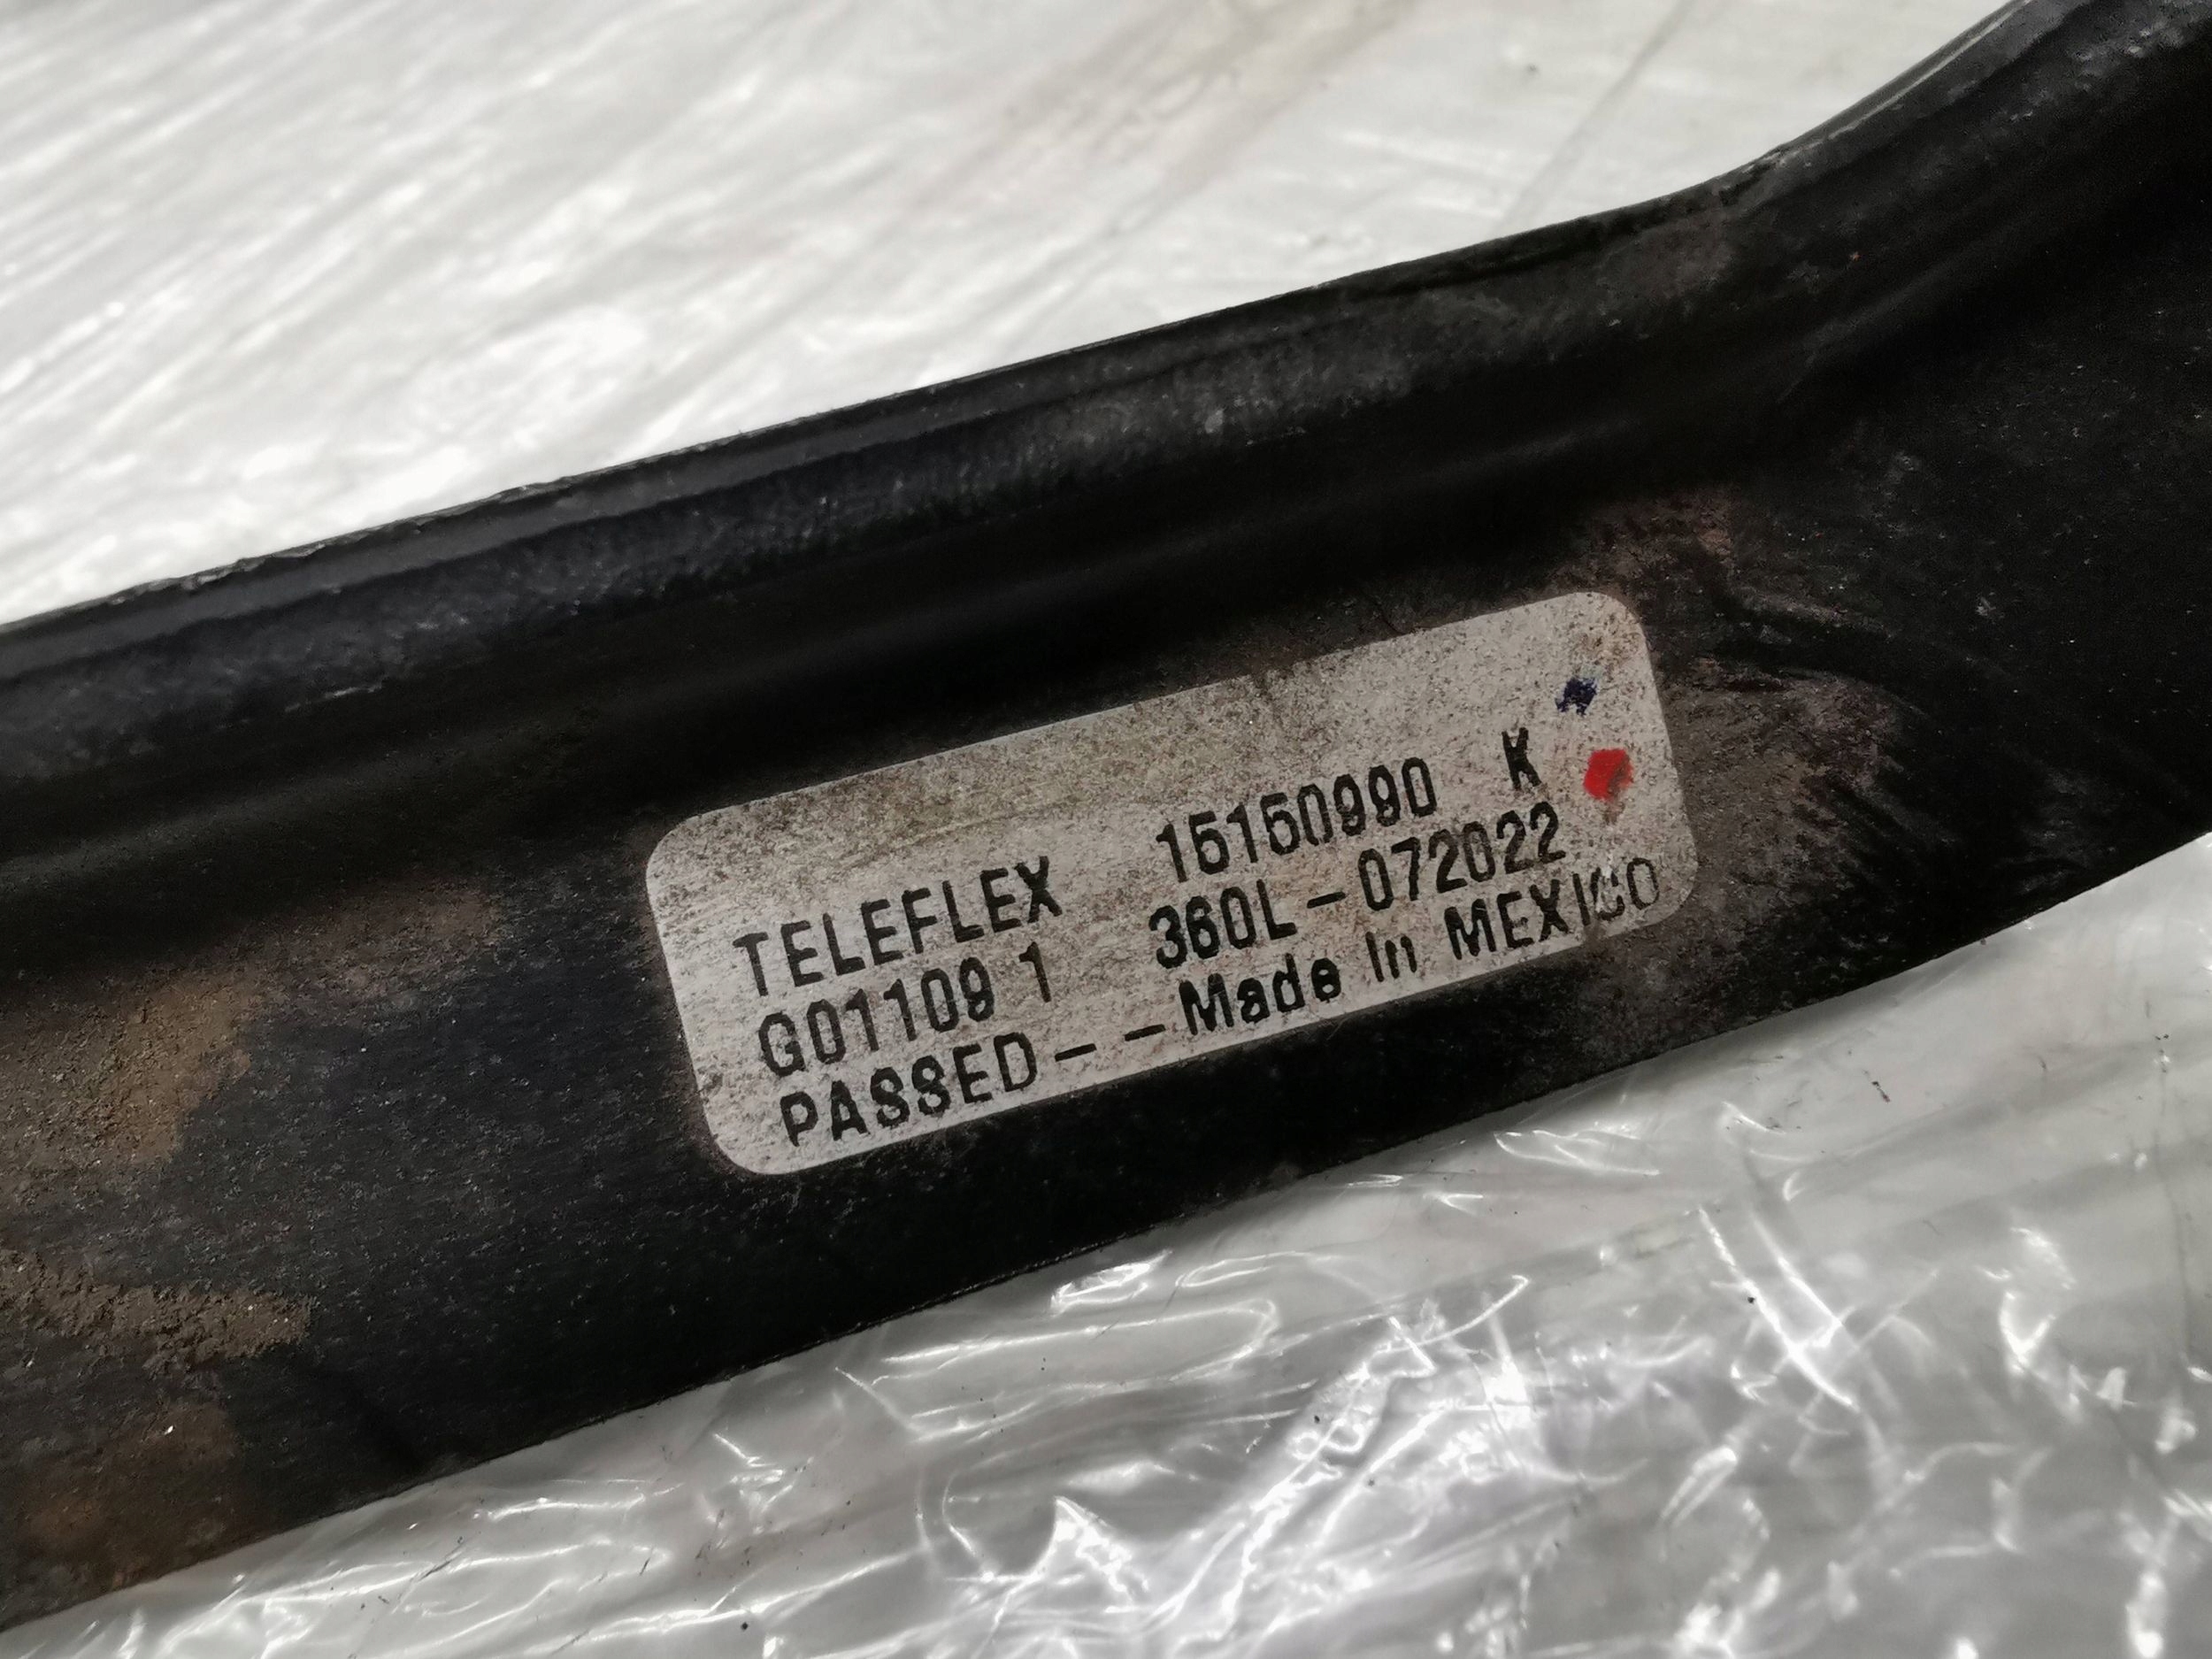 TELEFLEX 15150990 K
G01109 1 360L-072022
PASSED--Made In MEXICO